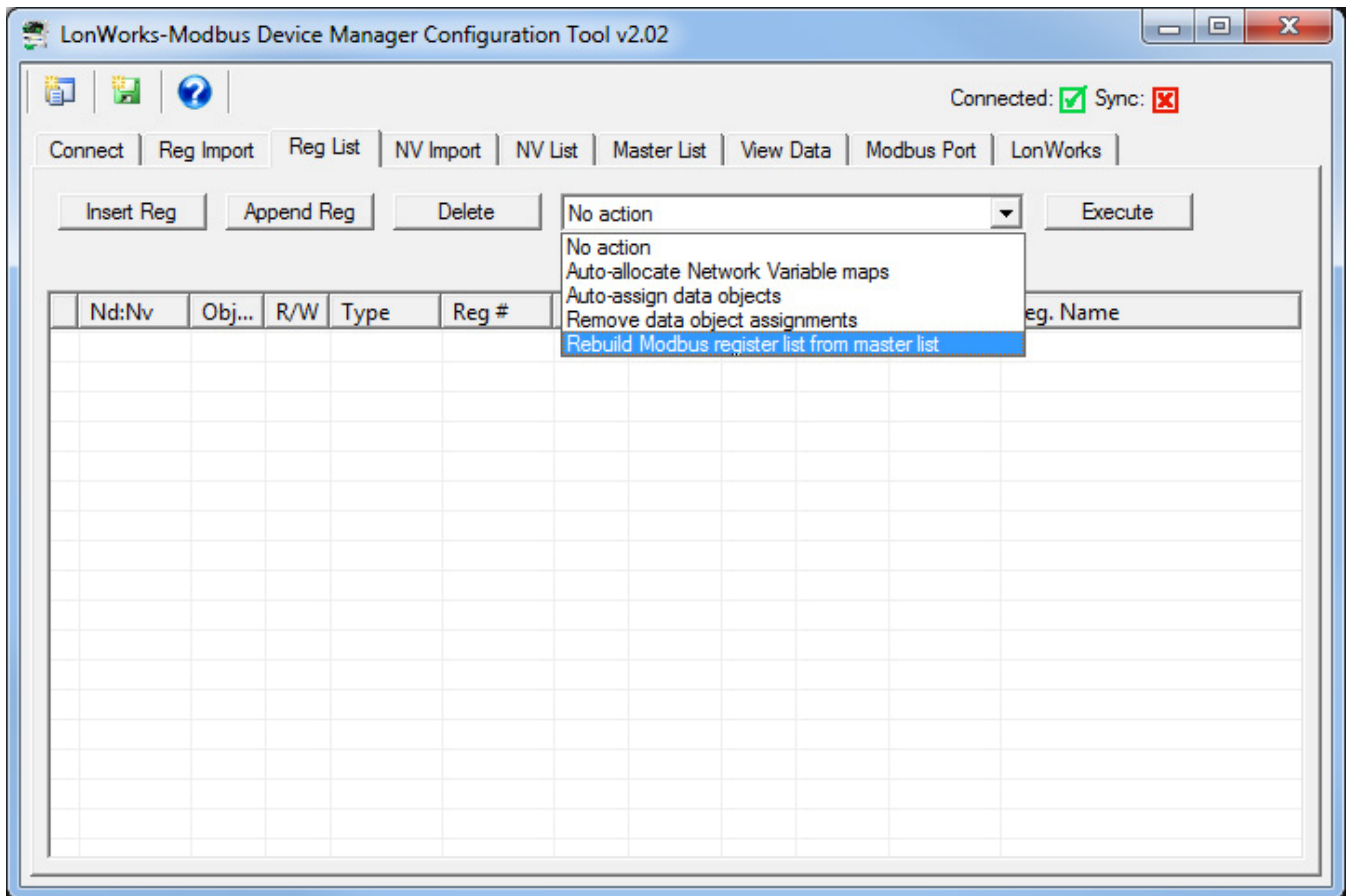 LonWorks-Modbus Device Manager Configuration Tool v2.02
Connected: Sync:
Connect Reg Import Reg List NV Import NV List Master List View Data Modbus Port LonWorks
Insert Reg Append Reg Delete No action Execute
No action
Auto-allocate Network Variable maps
Auto-assign data objects
Remove data object assignments
Rebuild Modbus register list from master list
Nd:Nv Obj... R/W Type Reg # eg. Name